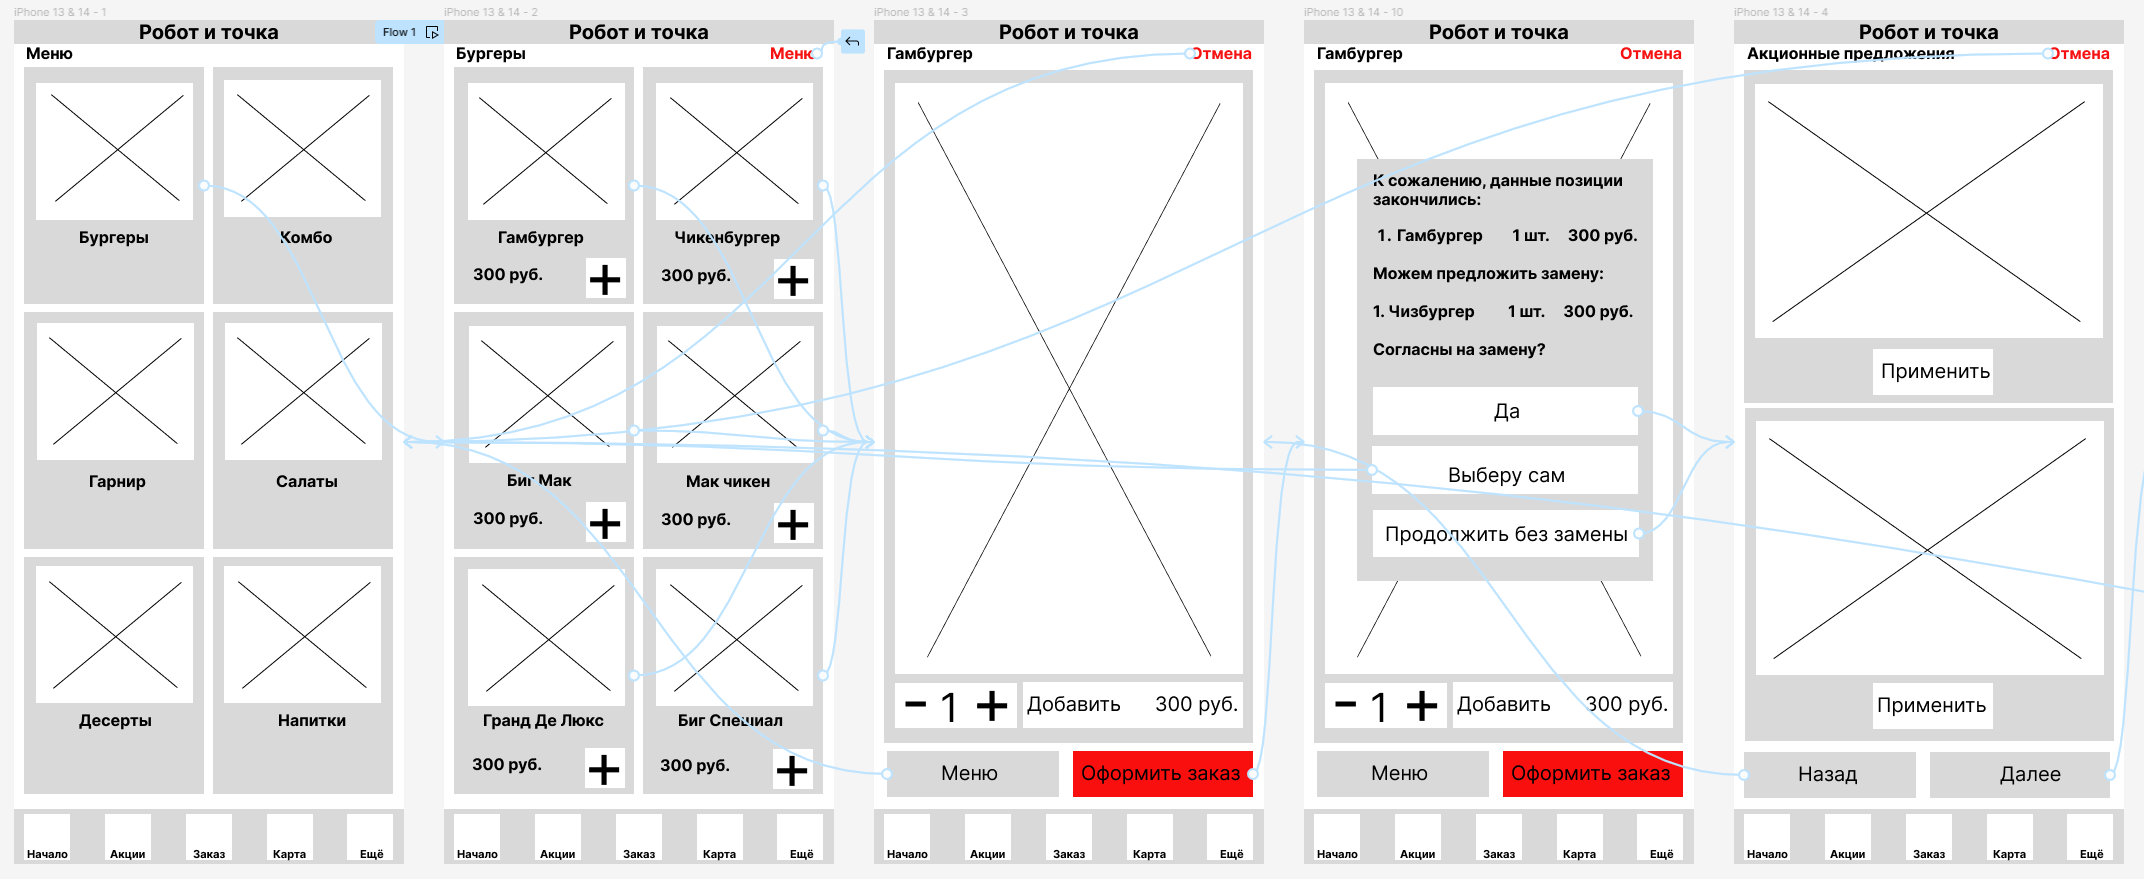 iPhone 13 & 14 - 1
Робот и точка
Flow 1
Меню
Бургеры
Комбо
Гарнир
Салаты
Десерты
Напитки
Начало
Акции
Заказ
Карта
Ещё
iPhone 13 & 14 - 2
Робот и точка
Бургеры
Меню
Гамбургер
300 руб.
+
Чикенбургер
300 руб.
+
Биг Мак
300 руб.
+
Мак чикен
300 руб.
+
Гранд Де Люкс
300 руб.
+
Биг Спешиал
300 руб.
+
Начало
Акции
Заказ
Карта
Ещё
iPhone 13 & 14 - 3
Робот и точка
Гамбургер
Отмена
- 1 +
Добавить 300 руб.
Меню
Оформить заказ
Начало
Акции
Заказ
Карта
Ещё
iPhone 13 & 14 - 10
Робот и точка
Гамбургер
Отмена
К сожалению, данные позиции
закончились:
1. Гамбургер 1 шт. 300 руб.
Можем предложить замену:
1. Чизбургер 1 шт. 300 руб.
Согласны на замену?
Да
Выберу сам
Продолжить без замены
- 1 +
Добавить 300 руб.
Меню
Оформить заказ
Начало
Акции
Заказ
Карта
Ещё
iPhone 13 & 14 - 4
Робот и точка
Акционные предложения
Отмена
Применить
Применить
Назад
Далее
Начало
Акции
Заказ
Карта
Ещё